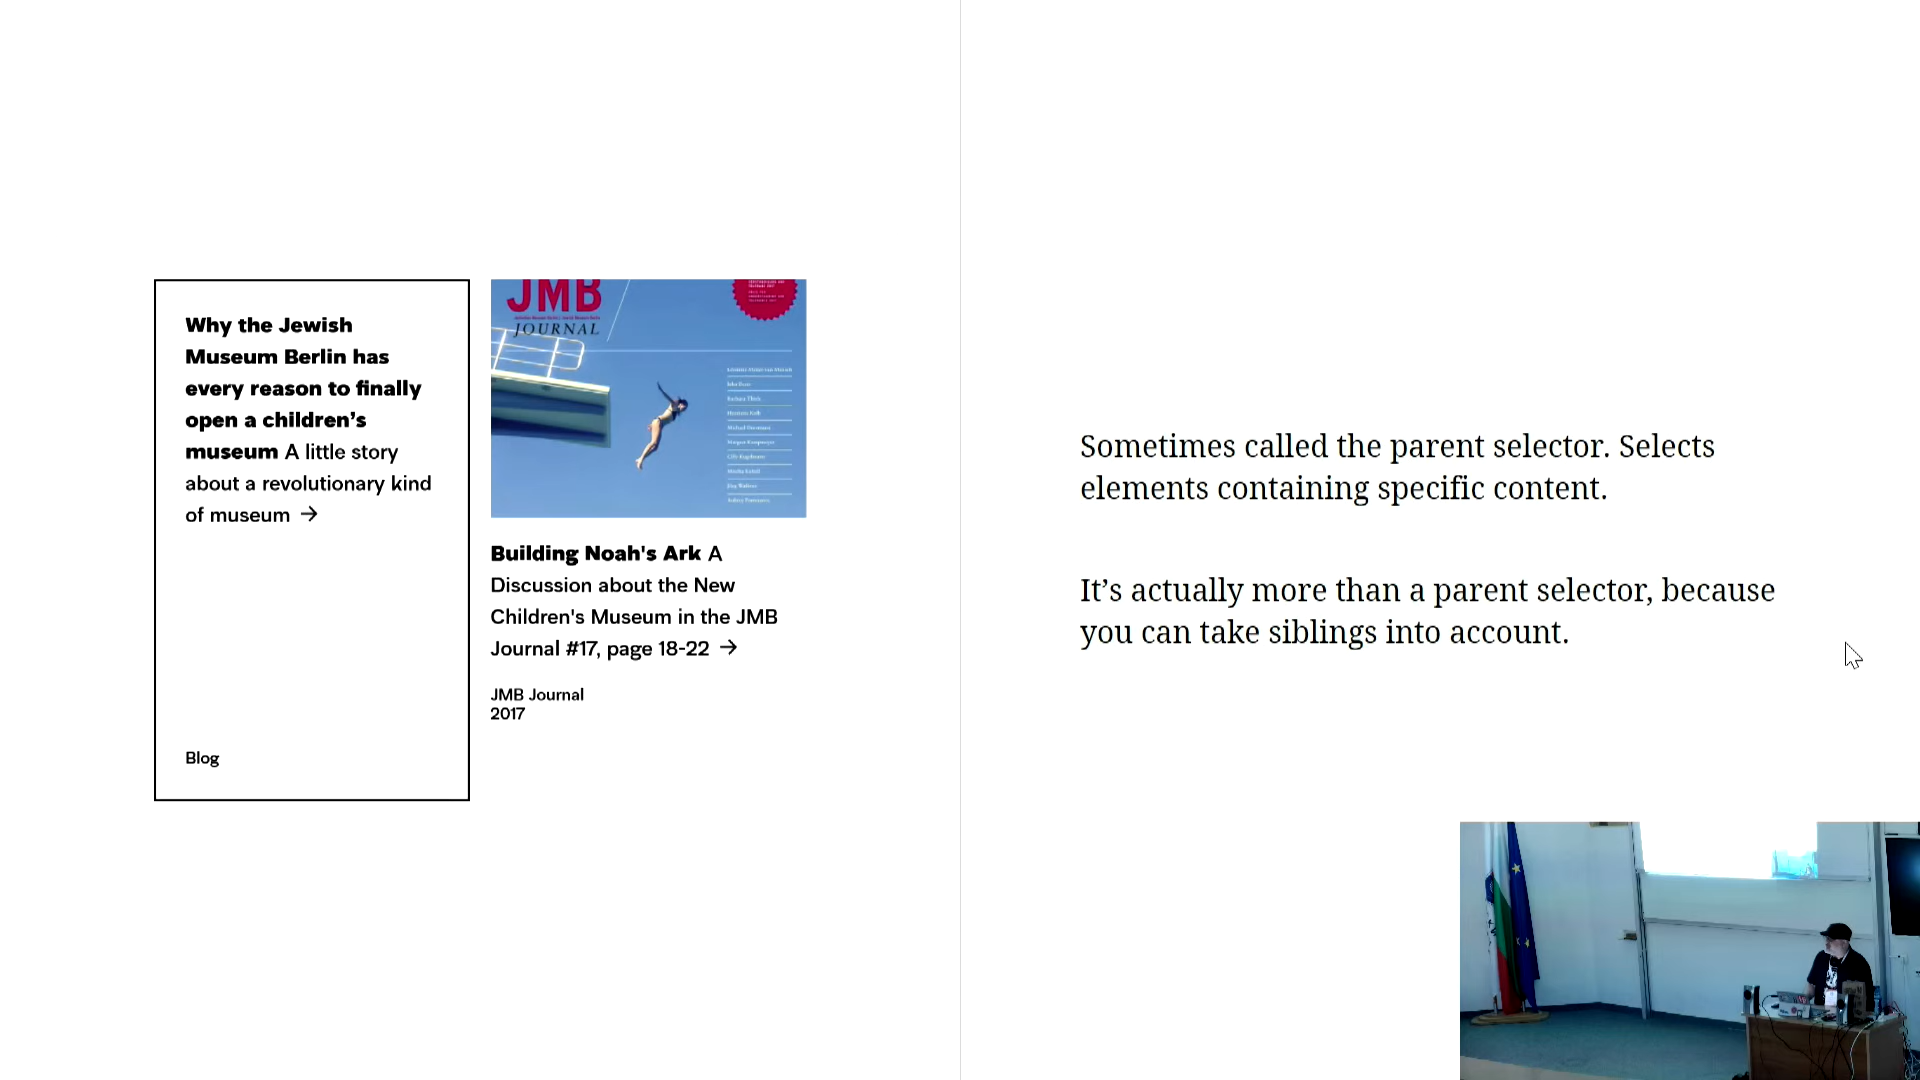 Why the Jewish
Museum Berlin has
every reason to finally
open a children’s
museum A little story
about a revolutionary kind
of museum →
Blog
JMB
JOURNAL
Building Noah's Ark A
Discussion about the New
Children's Museum in the JMB
Journal #17, page 18-22 →
JMB Journal
2017
Sometimes called the parent selector. Selects
elements containing specific content.
It’s actually more than a parent selector, because
you can take siblings into account.